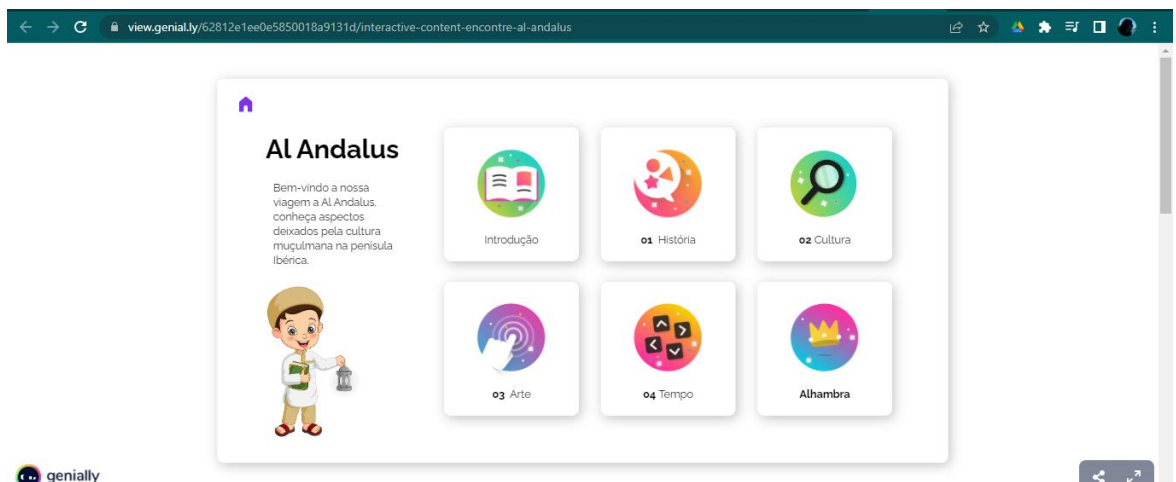 view.genial.ly/62812e1ee0e5850018a9131d/interactive-content-encontre-al-andalus
Al Andalus
Bem-vindo a nossa
viagem a Al Andalus,
conheça aspectos
deixados pela cultura
muçulmana na penísula
Ibérica.
Introdução
01 História
02 Cultura
03 Arte
04 Tempo
Alhambra
genially